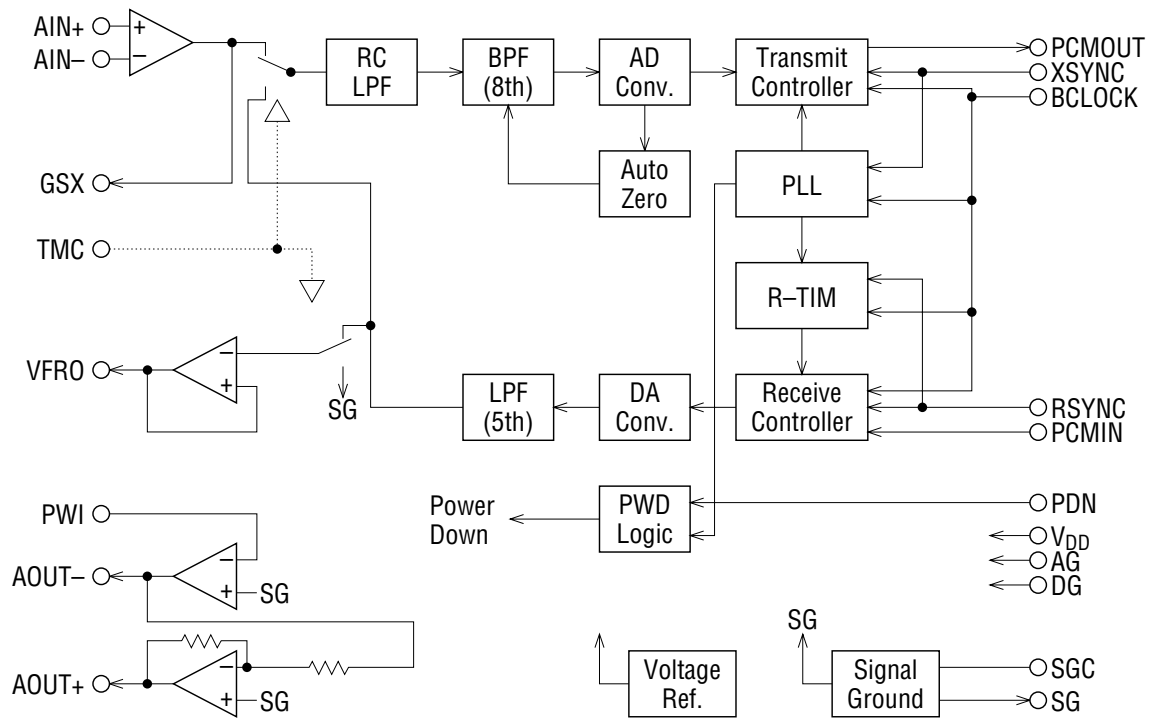 AIN+
AIN–
+
–
RC
LPF
BPF
(8th)
AD
Conv.
Transmit
Controller
PCMOUT
XSYNC
BCLOCK
GSX
Auto
Zero
PLL
TMC
R–TIM
VFRO
–
+
SG
LPF
(5th)
DA
Conv.
Receive
Controller
RSYNC
PCMIN
PWI
Power
Down
PWD
Logic
PDN
VDD
AG
DG
AOUT–
–
+
SG
AOUT+
–
+
SG
Voltage
Ref.
SG
Signal
Ground
SGC
SG